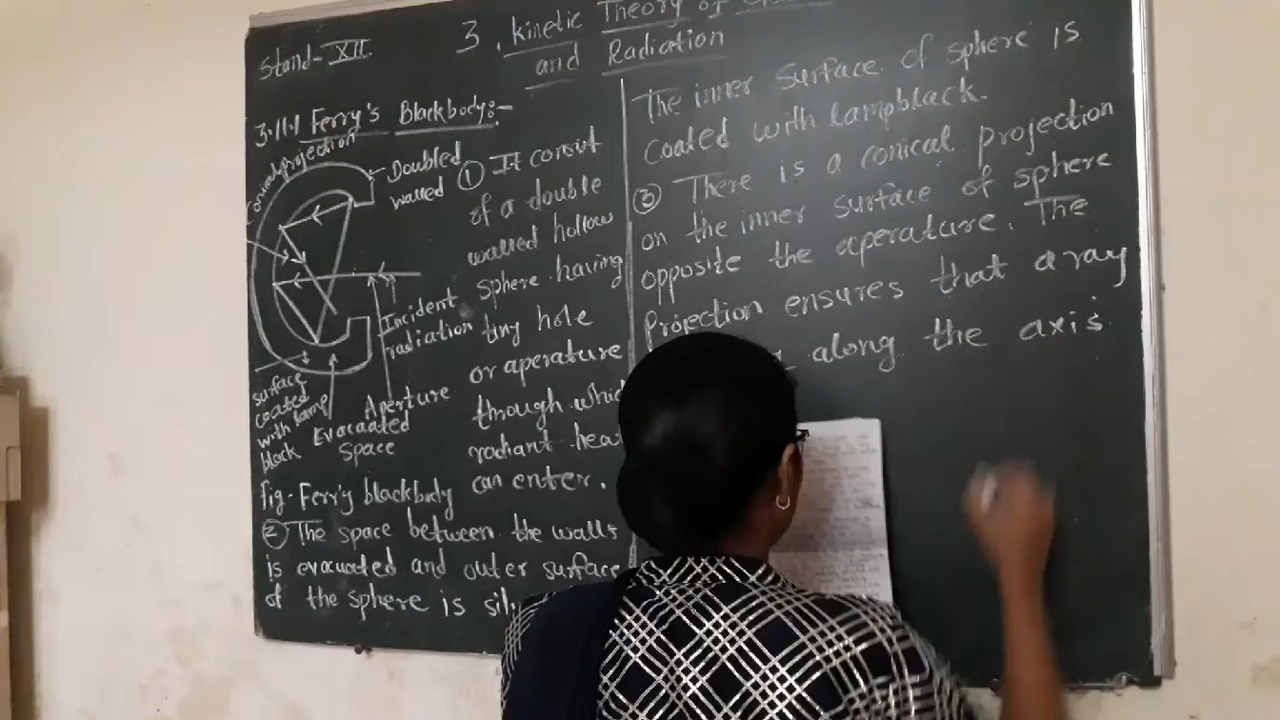 Stand-XII
3. Kinetic Theory of
and Radiation
3.11.1 Ferry's Blackbody:-
Conical projection
Doubled
walled
Incident
radiation
Aperture
Surface
coated
with lamp
black
Evacuated
Space
Fig- Ferry's blackbody
① It consist
of a double
walled hollow
sphere having
tiny hole
or aperature
through whic
radiant hea
can enter.
② The space between the walls
is evacuated and outer surface
of the sphere is sil
The inner surface of sphere is
coated with lampblack.
③ There is a conical projection
on the inner surface of sphere
opposite the aperature. The
Projection ensures that a ray
along the axis